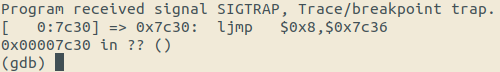 Program received signal SIGTRAP, Trace/breakpoint trap.
[   0:7c30] => 0x7c30:  ljmp   $0x8,$0x7c36
0x00007c30 in ?? ()
(gdb)